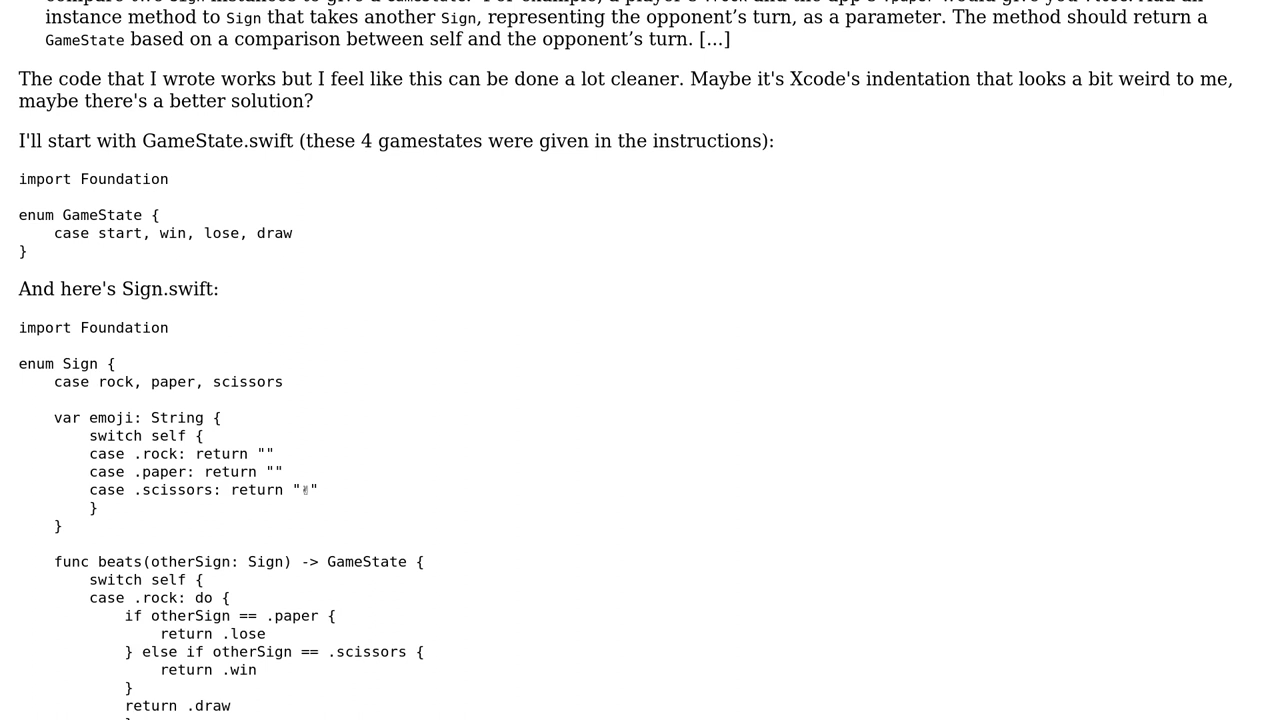 instance method to Sign that takes another Sign, representing the opponent’s turn, as a parameter. The method should return a
GameState based on a comparison between self and the opponent’s turn. [...]
The code that I wrote works but I feel like this can be done a lot cleaner. Maybe it's Xcode's indentation that looks a bit weird to me,
maybe there's a better solution?
I'll start with GameState.swift (these 4 gamestates were given in the instructions):
import Foundation
enum GameState {
    case start, win, lose, draw
}
And here's Sign.swift:
import Foundation
enum Sign {
    case rock, paper, scissors
    var emoji: String {
        switch self {
        case .rock: return ""
        case .paper: return ""
        case .scissors: return "✌"
        }
    }
    func beats(otherSign: Sign) -> GameState {
        switch self {
        case .rock: do {
            if otherSign == .paper {
                return .lose
            } else if otherSign == .scissors {
                return .win
            }
            return .draw